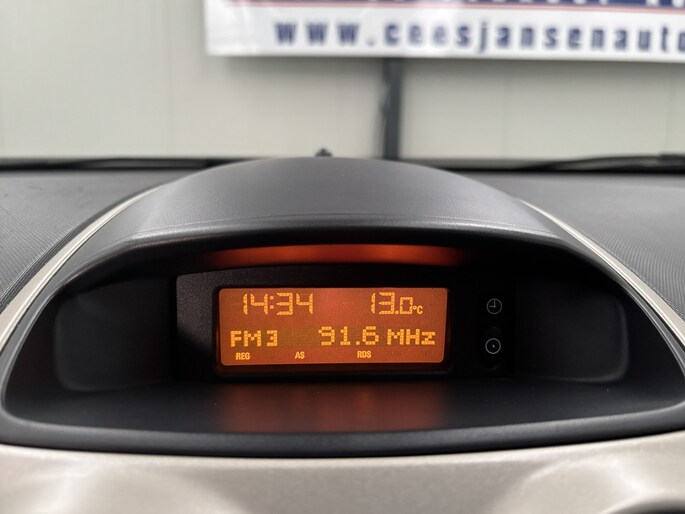 www.ceesjansenauto
14:34 13.0°C
FM3 91.6 MHz
REG AS RDS